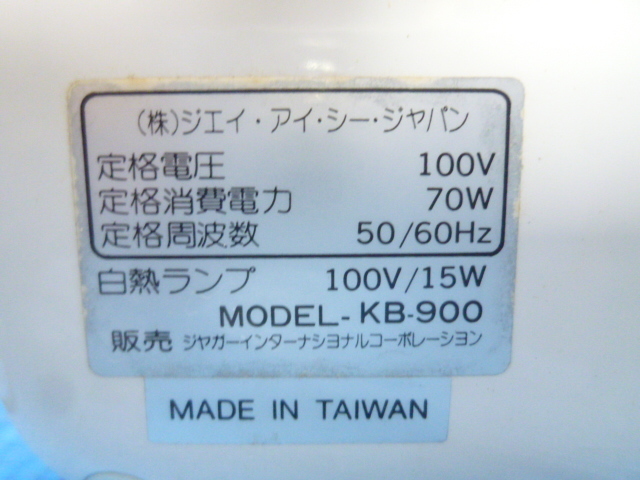 (株)ジエイ・アイ・シー・ジャパン
定格電圧 100V
定格消費電力 70W
定格周波数 50/60Hz
白熱ランプ 100V/15W
MODEL-KB-900
販売 ジヤガーインターナシヨナルコーポレーシヨン
MADE IN TAIWAN